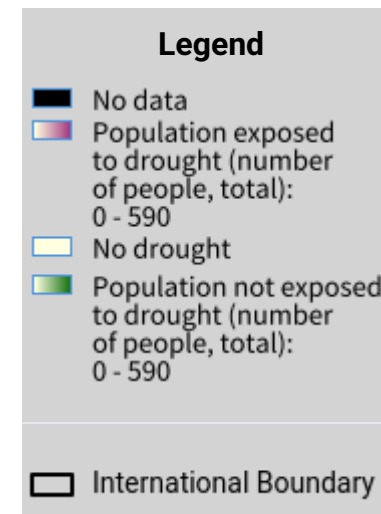 Legend
No data
Population exposed
to drought (number
of people, total):
0 - 590
No drought
Population not exposed
to drought (number
of people, total):
0 - 590
International Boundary